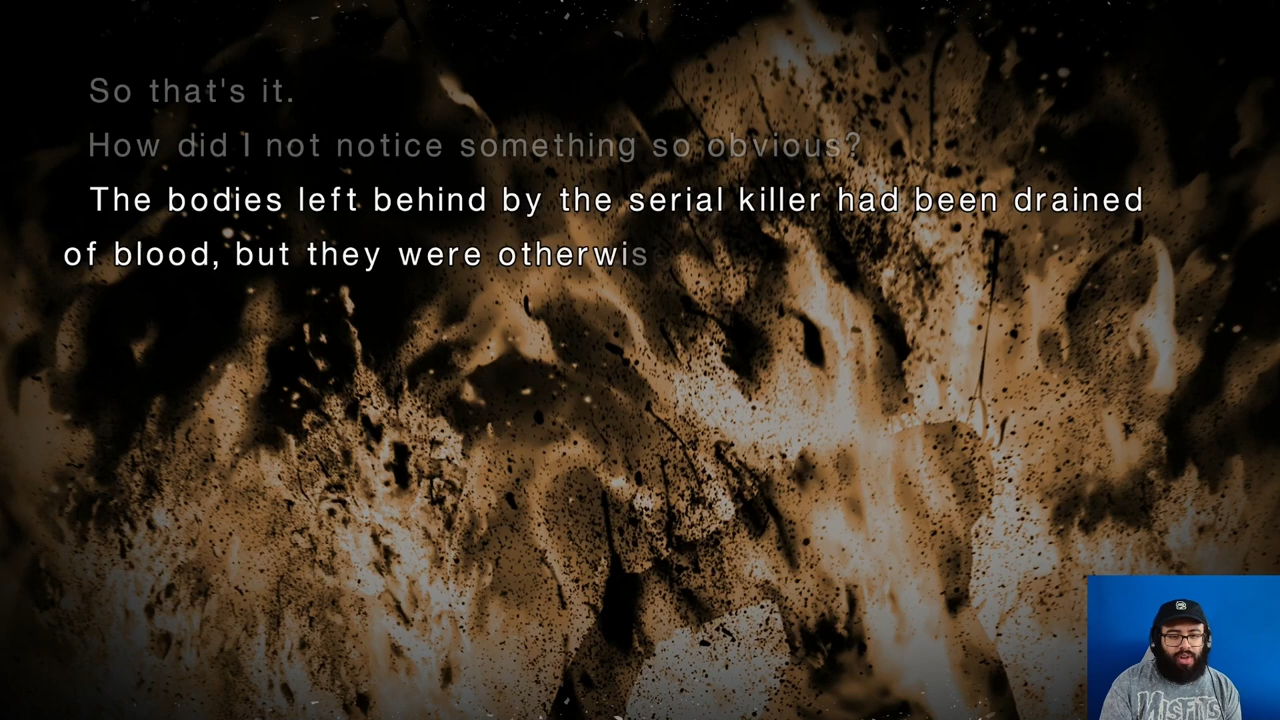 So that's it.
How did I not notice something so obvious?
The bodies left behind by the serial killer had been drained
of blood, but they were otherwis
MISFITS